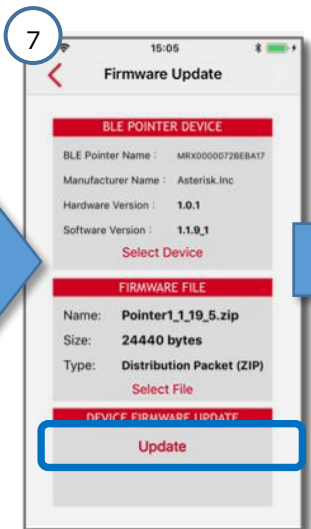 7
15:05
Firmware Update
BLE POINTER DEVICE
BLE Pointer Name : MRX0000072BEBA17
Manufacturer Name : Asterisk.Inc
Hardware Version : 1.0.1
Software Version : 1.1.9_1
Select Device
FIRMWARE FILE
Name: Pointer1_1_19_5.zip
Size: 24440 bytes
Type: Distribution Packet (ZIP)
Select File
DEVICE FIRMWARE UPDATE
Update